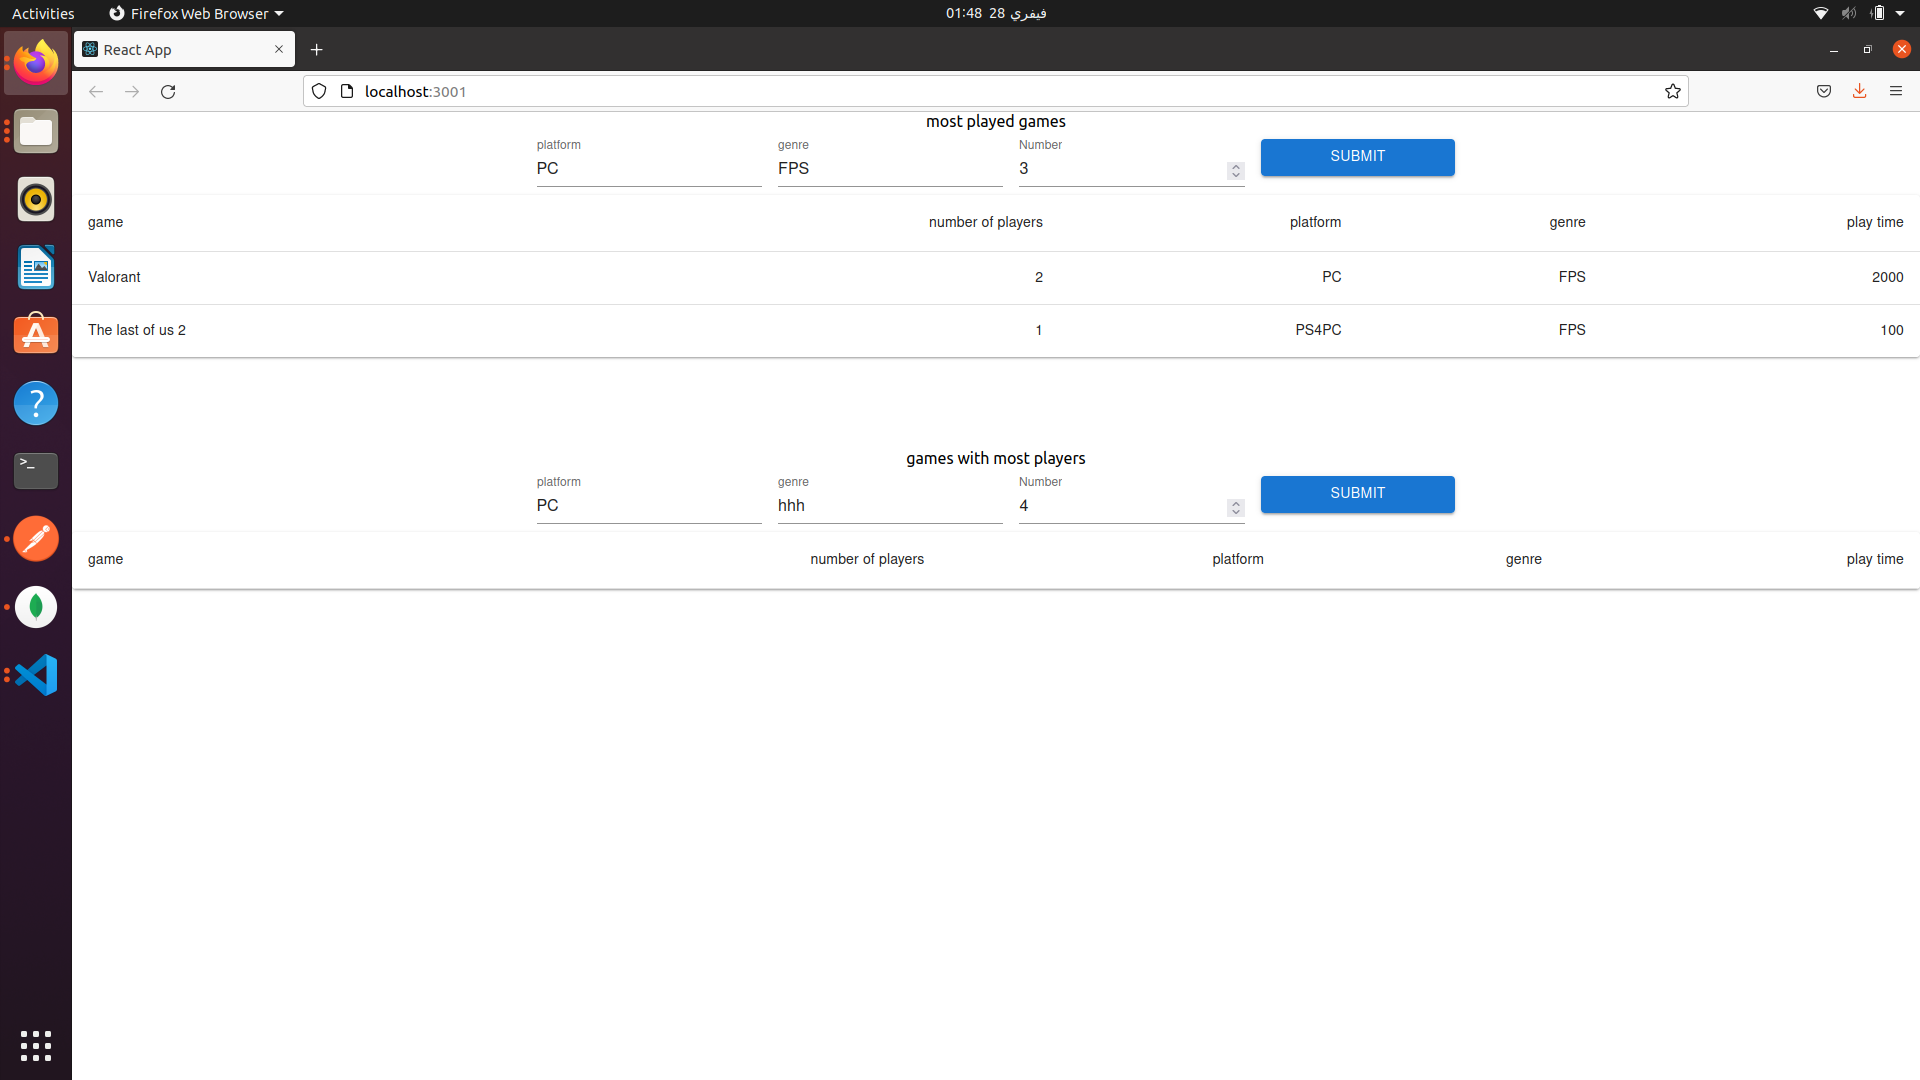 Activities Firefox Web Browser 01:48 28 فيفري
React App
localhost:3001
most played games
platform genre Number
PC FPS 3 SUBMIT
game number of players platform genre play time
Valorant 2 PC FPS 2000
The last of us 2 1 PS4PC FPS 100
games with most players
platform genre Number
PC hhh 4 SUBMIT
game number of players platform genre play time